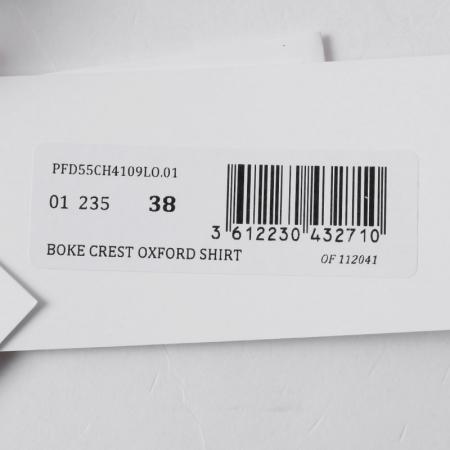 PFD55CH4109LO.01
01 235 38
3 612230 432710
BOKE CREST OXFORD SHIRT
OF 112041